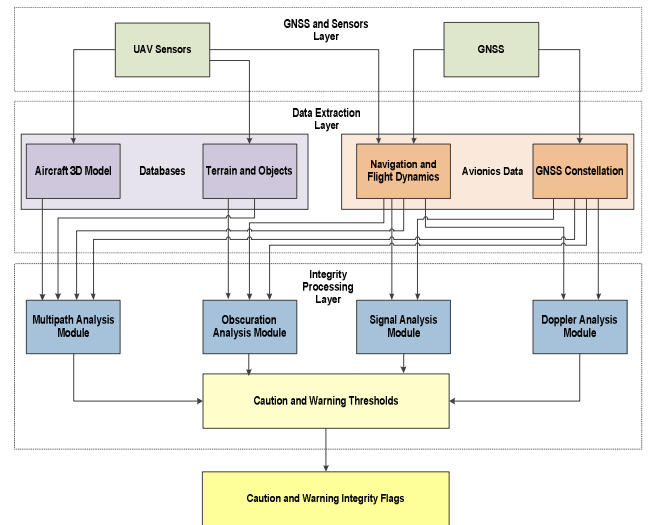 GNSS and Sensors
Layer
UAV Sensors
GNSS
Data Extraction
Layer
Aircraft 3D Model
Databases
Terrain and Objects
Navigation and
Flight Dynamics
Avionics Data
GNSS Constellation
Integrity
Processing
Layer
Multipath Analysis
Module
Obscuration
Analysis Module
Signal Analysis
Module
Doppler Analysis
Module
Caution and Warning Thresholds
Caution and Warning Integrity Flags